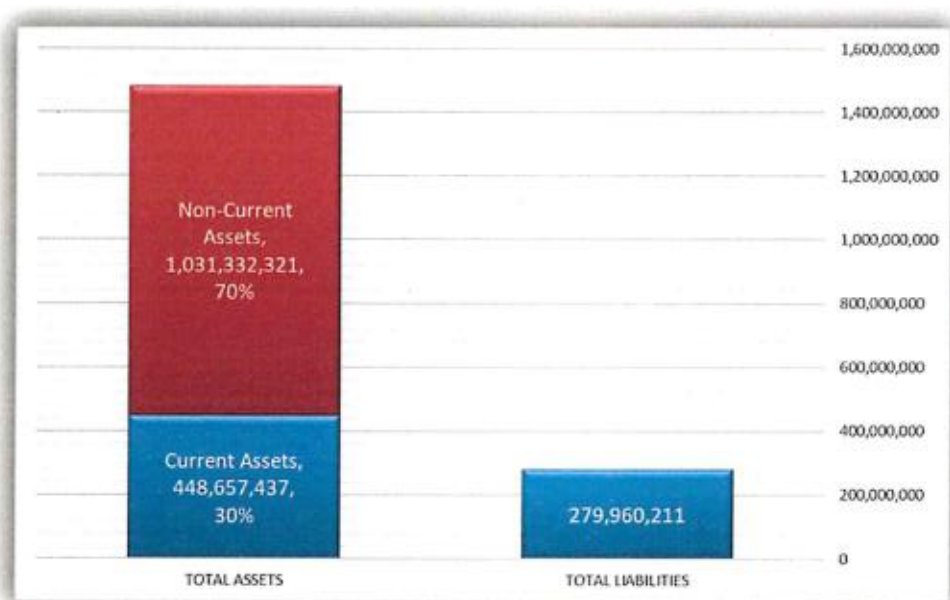 1,600,000,000
1,400,000,000
1,200,000,000
1,000,000,000
800,000,000
600,000,000
400,000,000
200,000,000
0
Non-Current
Assets,
1,031,332,321,
70%
Current Assets,
448,657,437,
30%
279,960,211
TOTAL ASSETS
TOTAL LIABILITIES